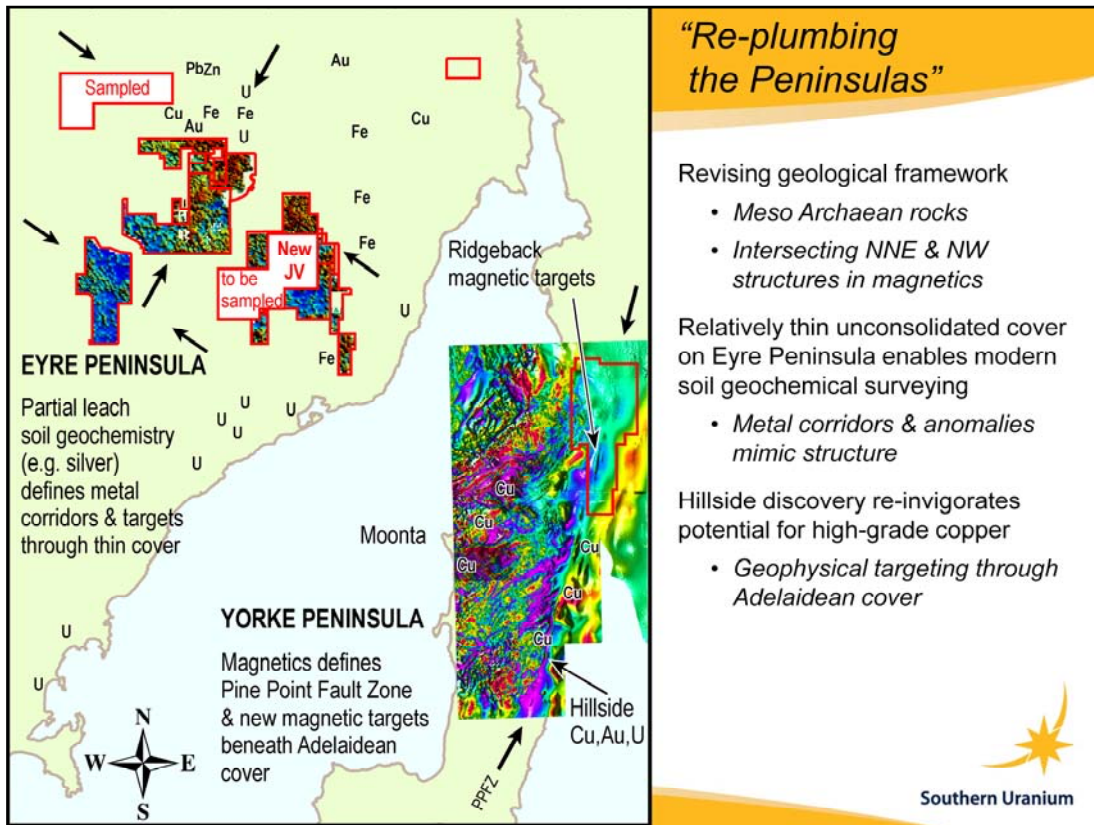 Sampled
PbZn
Au
U
Cu
Fe
Fe
Au
U
Cu
Fe
Fe
Fe
New
JV
to be
sampled
U
Fe
Ridgeback
magnetic targets
EYRE PENINSULA
Partial leach
soil geochemistry
(e.g. silver)
defines metal
corridors & targets
through thin cover
U
U
U
U
U
U
U
Moonta
Cu
Cu
Cu
Cu
Cu
Cu
YORKE PENINSULA
Magnetics defines
Pine Point Fault Zone
& new magnetic targets
beneath Adelaidean
cover
Hillside
Cu,Au,U
PPFZ
N
W
E
S
“Re-plumbing
the Peninsulas”
Revising geological framework
• Meso Archaean rocks
• Intersecting NNE & NW
structures in magnetics
Relatively thin unconsolidated cover
on Eyre Peninsula enables modern
soil geochemical surveying
• Metal corridors & anomalies
mimic structure
Hillside discovery re-invigorates
potential for high-grade copper
• Geophysical targeting through
Adelaidean cover
Southern Uranium